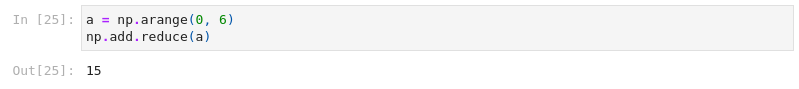 In [25]: a = np.arange(0, 6)
np.add.reduce(a)
Out[25]: 15